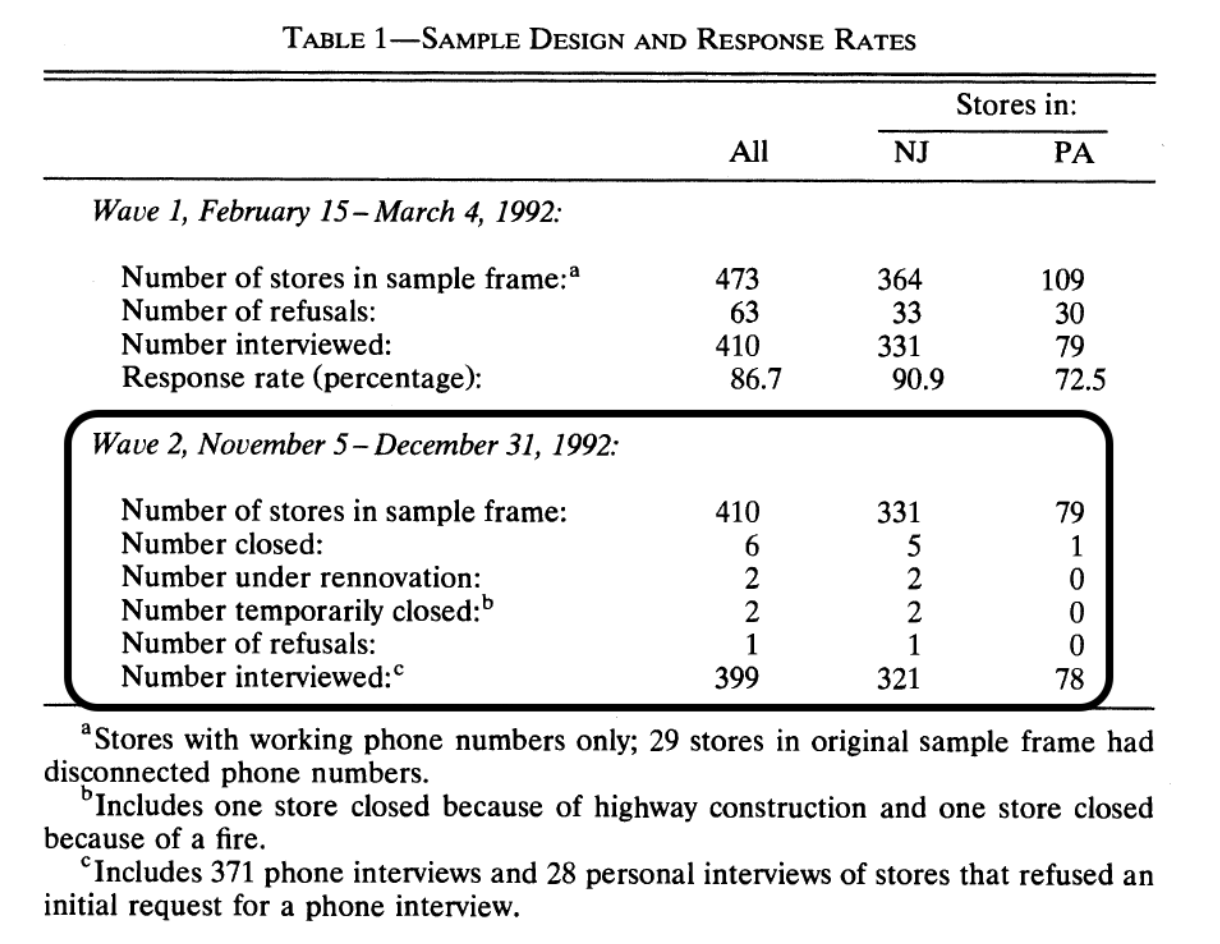 TABLE 1—SAMPLE DESIGN AND RESPONSE RATES
Stores in:
All NJ PA
Wave 1, February 15–March 4, 1992:
Number of stores in sample frame:ᵃ 473 364 109
Number of refusals: 63 33 30
Number interviewed: 410 331 79
Response rate (percentage): 86.7 90.9 72.5
Wave 2, November 5–December 31, 1992:
Number of stores in sample frame: 410 331 79
Number closed: 6 5 1
Number under rennovation: 2 2 0
Number temporarily closed:ᵇ 2 2 0
Number of refusals: 1 1 0
Number interviewed:ᶜ 399 321 78
ᵃStores with working phone numbers only; 29 stores in original sample frame had
disconnected phone numbers.
ᵇIncludes one store closed because of highway construction and one store closed
because of a fire.
ᶜIncludes 371 phone interviews and 28 personal interviews of stores that refused an
initial request for a phone interview.